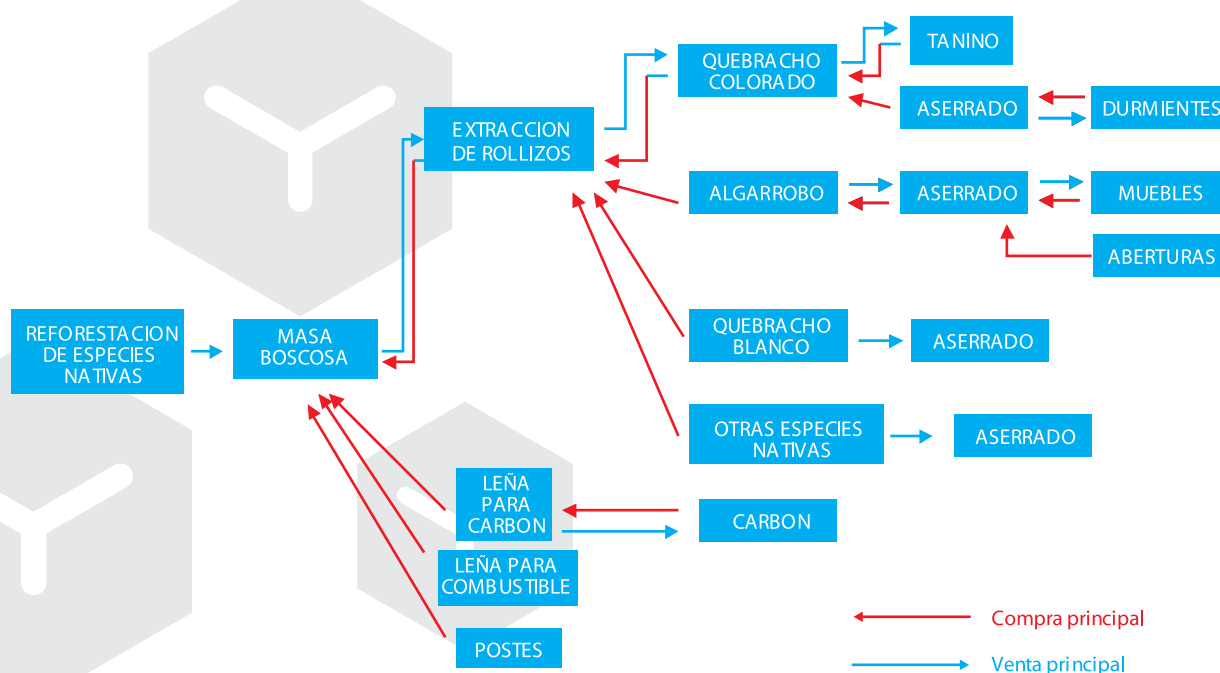 TANINO
QUEBRACHO
COLORADO
ASERRADO
DURMIENTES
EXTRACCION
DE ROLLIZOS
ALGARROBO
ASERRADO
MUEBLES
ABERTURAS
REFORESTACION
DE ESPECIES
NATIVAS
MASA
BOSCOSA
QUEBRACHO
BLANCO
ASERRADO
OTRAS ESPECIES
NATIVAS
ASERRADO
LEÑA
PARA
CARBON
CARBON
LEÑA PARA
COMBUSTIBLE
POSTES
Compra principal
Venta principal